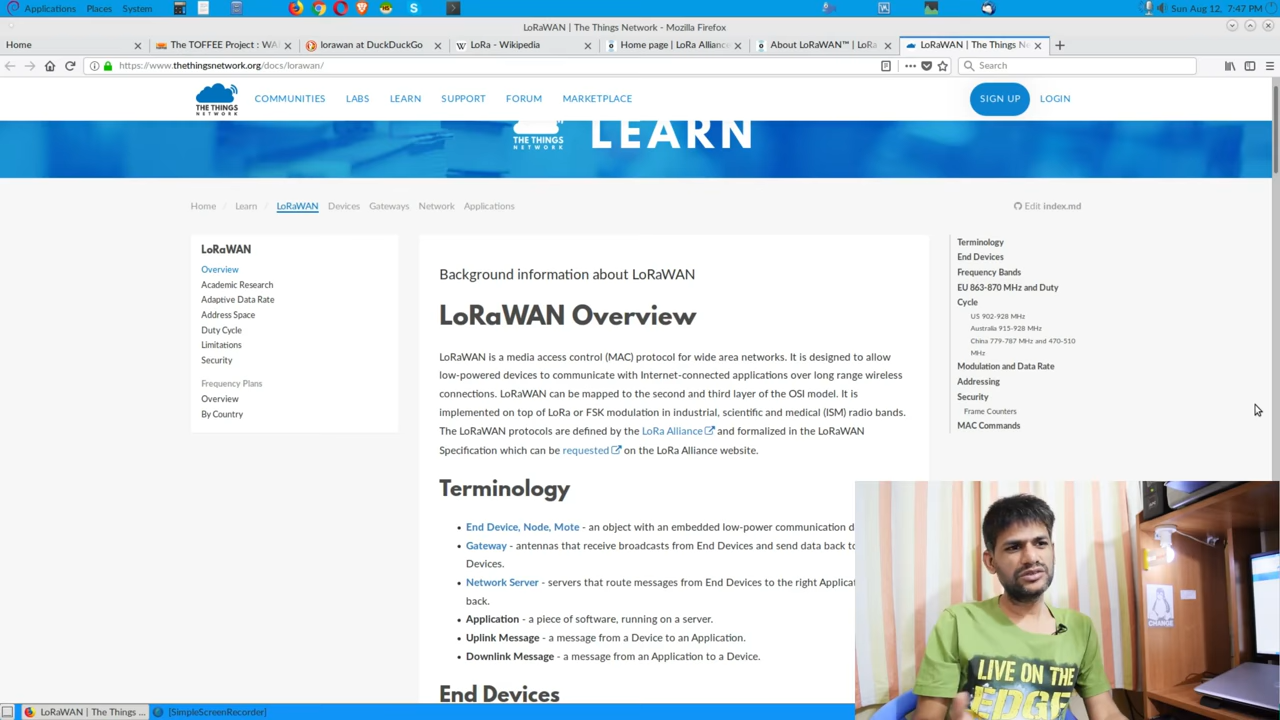 Applications Places System
Sun Aug 12, 7:47 PM
LoRaWAN | The Things Network - Mozilla Firefox
Home
The TOFFEE Project : WA
lorawan at DuckDuckGo
LoRa - Wikipedia
Home page | LoRa Alliance
About LoRaWAN™ | LoRa
LoRaWAN | The Things Ne
https://www.thethingsnetwork.org/docs/lorawan/
Search
THE THINGS
NETWORK
COMMUNITIES LABS LEARN SUPPORT FORUM MARKETPLACE
SIGN UP LOGIN
THE THINGS
NETWORK
LEARN
Home / Learn / LoRaWAN Devices Gateways Network Applications
Edit index.md
LoRaWAN
Overview
Academic Research
Adaptive Data Rate
Address Space
Duty Cycle
Limitations
Security
Frequency Plans
Overview
By Country
Background information about LoRaWAN
LoRaWAN Overview
LoRaWAN is a media access control (MAC) protocol for wide area networks. It is designed to allow
low-powered devices to communicate with Internet-connected applications over long range wireless
connections. LoRaWAN can be mapped to the second and third layer of the OSI model. It is
implemented on top of LoRa or FSK modulation in industrial, scientific and medical (ISM) radio bands.
The LoRaWAN protocols are defined by the LoRa Alliance and formalized in the LoRaWAN
Specification which can be requested on the LoRa Alliance website.
Terminology
• End Device, Node, Mote - an object with an embedded low-power communication d
• Gateway - antennas that receive broadcasts from End Devices and send data back to
Devices.
• Network Server - servers that route messages from End Devices to the right Applica
back.
• Application - a piece of software, running on a server.
• Uplink Message - a message from a Device to an Application.
• Downlink Message - a message from an Application to a Device.
End Devices
Terminology
End Devices
Frequency Bands
EU 863-870 MHz and Duty
Cycle
US 902-928 MHz
Australia 915-928 MHz
China 779-787 MHz and 470-510
MHz
Modulation and Data Rate
Addressing
Security
Frame Counters
MAC Commands
CHARGE
LIVE ON THE
EDGE
LoRaWAN | The Things ...
[SimpleScreenRecorder]